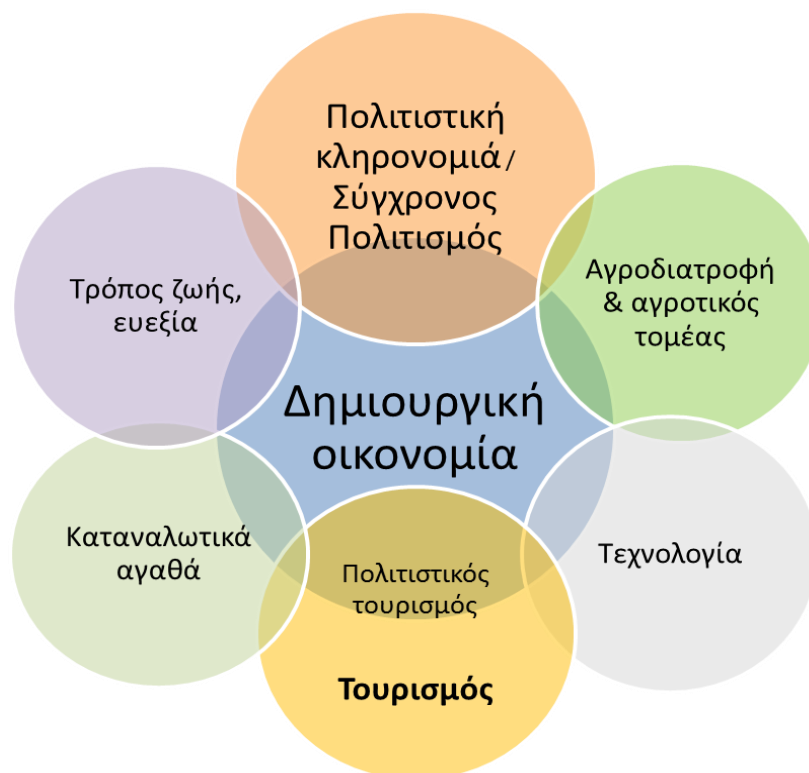 Πολιτιστική
κληρονομιά /
Σύγχρονος
Πολιτισμός
Τρόπος ζωής,
ευεξία
Αγροδιατροφή
& αγροτικός
τομέας
Δημιουργική
οικονομία
Καταναλωτικά
αγαθά
Τεχνολογία
Πολιτιστικός
τουρισμός
Τουρισμός